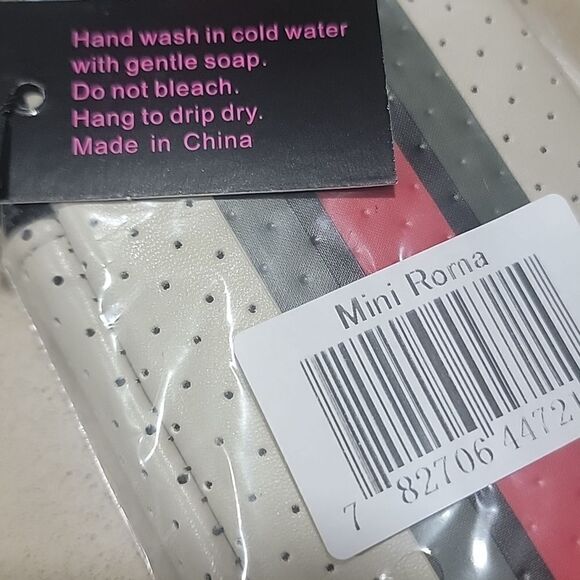 Hand wash in cold water
with gentle soap.
Do not bleach.
Hang to drip dry.
Made in China
Mini Roma
7 82706 4472